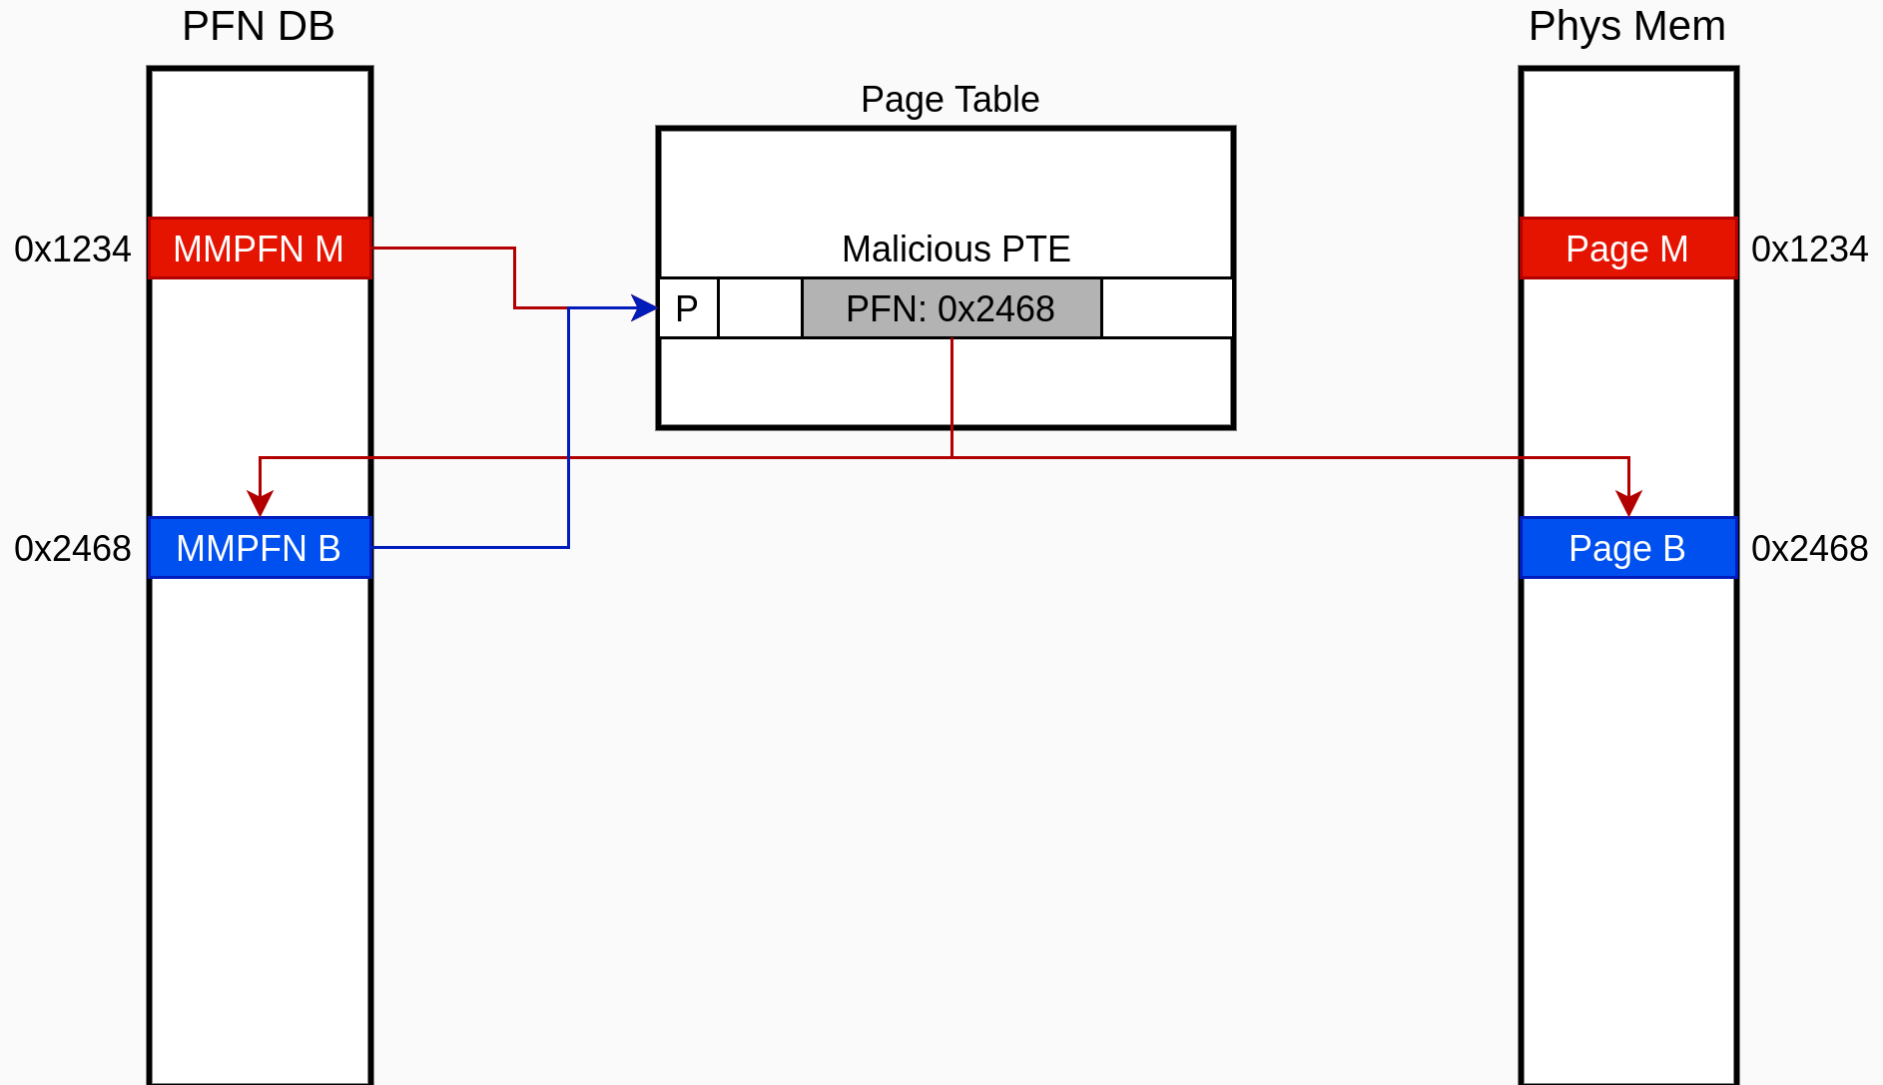 PFN DB
Phys Mem
Page Table
0x1234
MMPFN M
Malicious PTE
Page M
0x1234
P
PFN: 0x2468
0x2468
MMPFN B
Page B
0x2468